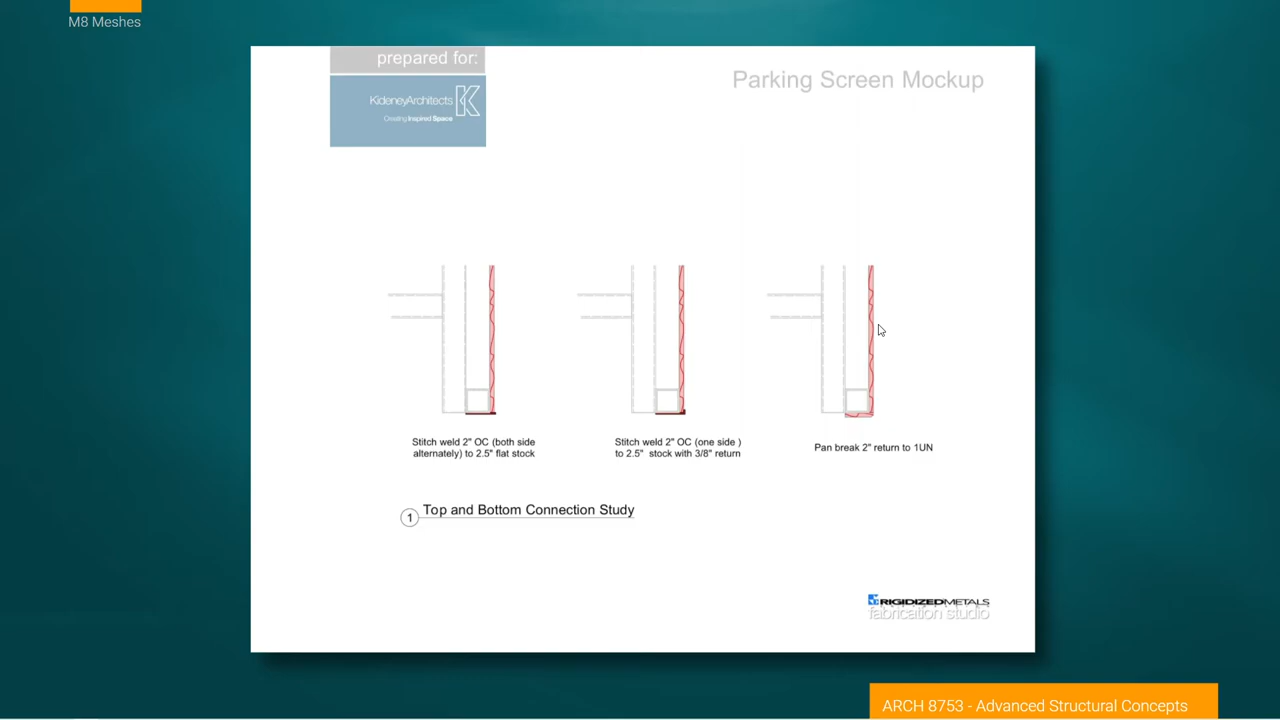 M8 Meshes
prepared for:
KideneyArchitects
Creating Inspired Space
Parking Screen Mockup
Stitch weld 2" OC (both side
alternately) to 2.5" flat stock
Stitch weld 2" OC (one side )
to 2.5" stock with 3/8" return
Pan break 2" return to 1UN
1 Top and Bottom Connection Study
RIGIDIZEDMETALS
fabrication studio
ARCH 8753 - Advanced Structural Concepts